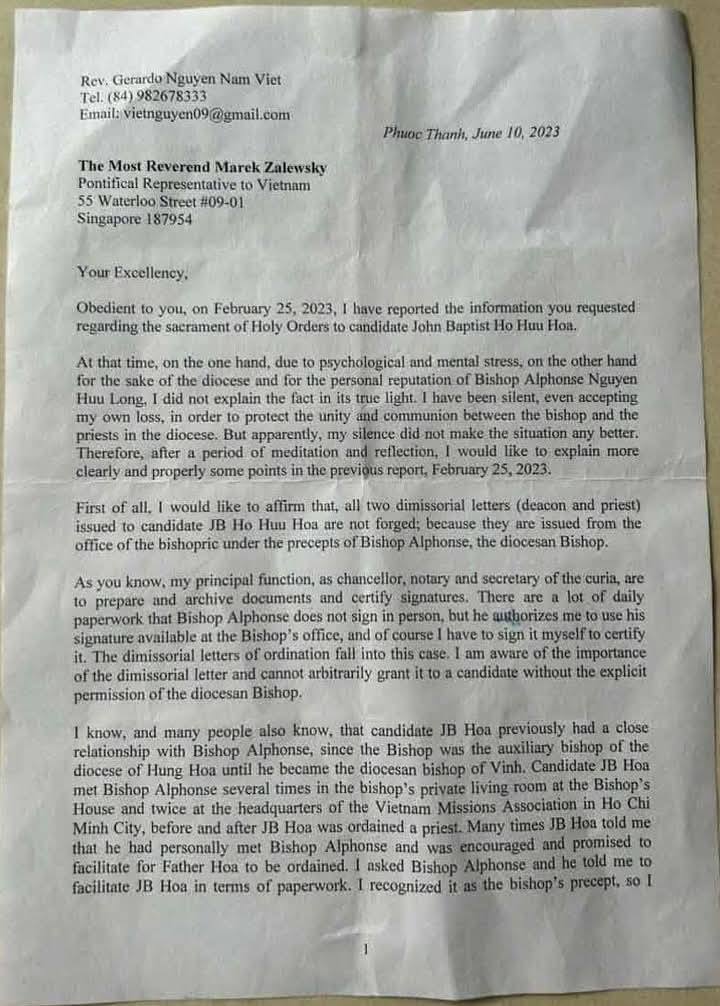 Rev. Gerardo Nguyen Nam Viet
Tel. (84) 982678333
Email: vietnguyen09@gmail.com
Phuoc Thanh, June 10, 2023
The Most Reverend Marek Zalewsky
Pontifical Representative to Vietnam
55 Waterloo Street #09-01
Singapore 187954
Your Excellency,
Obedient to you, on February 25, 2023, I have reported the information you requested
regarding the sacrament of Holy Orders to candidate John Baptist Ho Huu Hoa.
At that time, on the one hand, due to psychological and mental stress, on the other hand
for the sake of the diocese and for the personal reputation of Bishop Alphonse Nguyen
Huu Long, I did not explain the fact in its true light. I have been silent, even accepting
my own loss, in order to protect the unity and communion between the bishop and the
priests in the diocese. But apparently, my silence did not make the situation any better.
Therefore, after a period of meditation and reflection, I would like to explain more
clearly and properly some points in the previous report, February 25, 2023.
First of all, I would like to affirm that, all two dimissorial letters (deacon and priest)
issued to candidate JB Ho Huu Hoa are not forged; because they are issued from the
office of the bishopric under the precepts of Bishop Alphonse, the diocesan Bishop.
As you know, my principal function, as chancellor, notary and secretary of the curia, are
to prepare and archive documents and certify signatures. There are a lot of daily
paperwork that Bishop Alphonse does not sign in person, but he authorizes me to use his
signature available at the Bishop's office, and of course I have to sign it myself to certify
it. The dimissorial letters of ordination fall into this case. I am aware of the importance
of the dimissorial letter and cannot arbitrarily grant it to a candidate without the explicit
permission of the diocesan Bishop.
I know, and many people also know, that candidate JB Hoa previously had a close
relationship with Bishop Alphonse, since the Bishop was the auxiliary bishop of the
diocese of Hung Hoa until he became the diocesan bishop of Vinh. Candidate JB Hoa
met Bishop Alphonse several times in the bishop's private living room at the Bishop's
House and twice at the headquarters of the Vietnam Missions Association in Ho Chi
Minh City, before and after JB Hoa was ordained a priest. Many times JB Hoa told me
that he had personally met Bishop Alphonse and was encouraged and promised to
facilitate for Father Hoa to be ordained. I asked Bishop Alphonse and he told me to
facilitate JB Hoa in terms of paperwork. I recognized it as the bishop's precept, so I
1